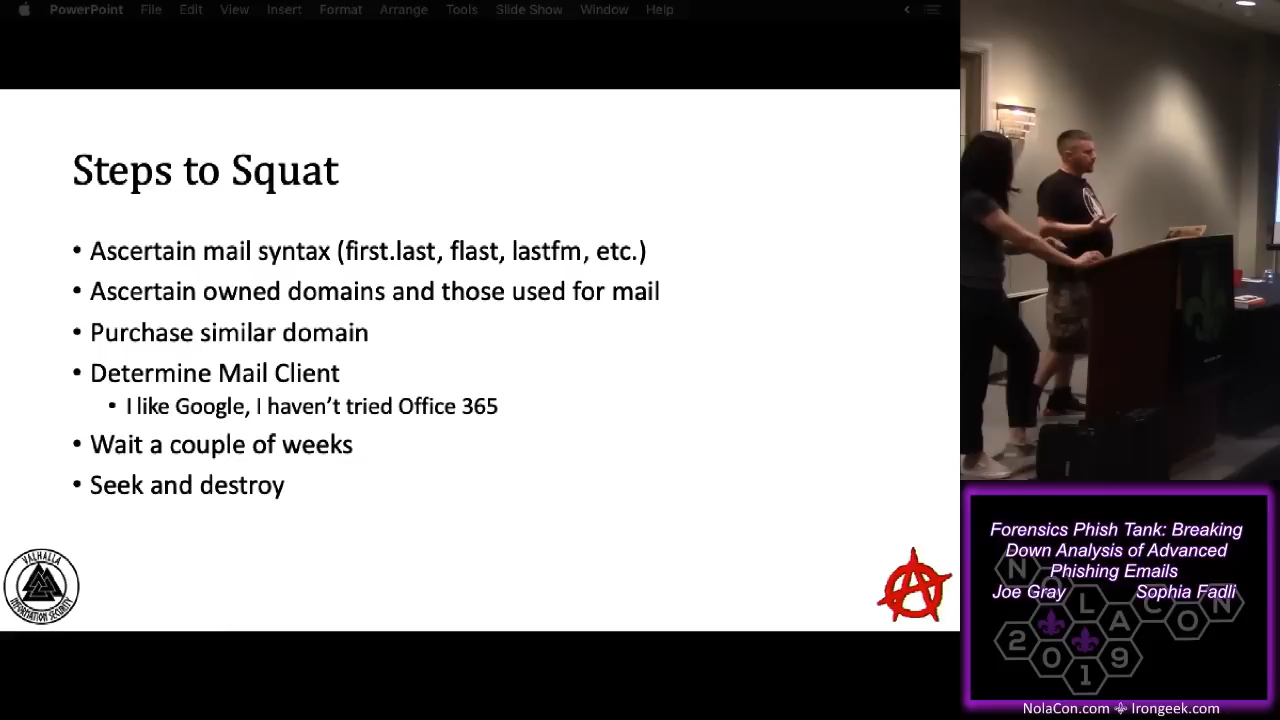 PowerPoint File Edit View Insert Format Arrange Tools Slide Show Window Help
Steps to Squat
• Ascertain mail syntax (first.last, flast, lastfm, etc.)
• Ascertain owned domains and those used for mail
• Purchase similar domain
• Determine Mail Client
• I like Google, I haven’t tried Office 365
• Wait a couple of weeks
• Seek and destroy
VALHALLA
INFORMATION SECURITY
Forensics Phish Tank: Breaking
Down Analysis of Advanced
Phishing Emails
Joe Gray Sophia Fadli
NOLACON
2019
NolaCon.com ⚜ Irongeek.com